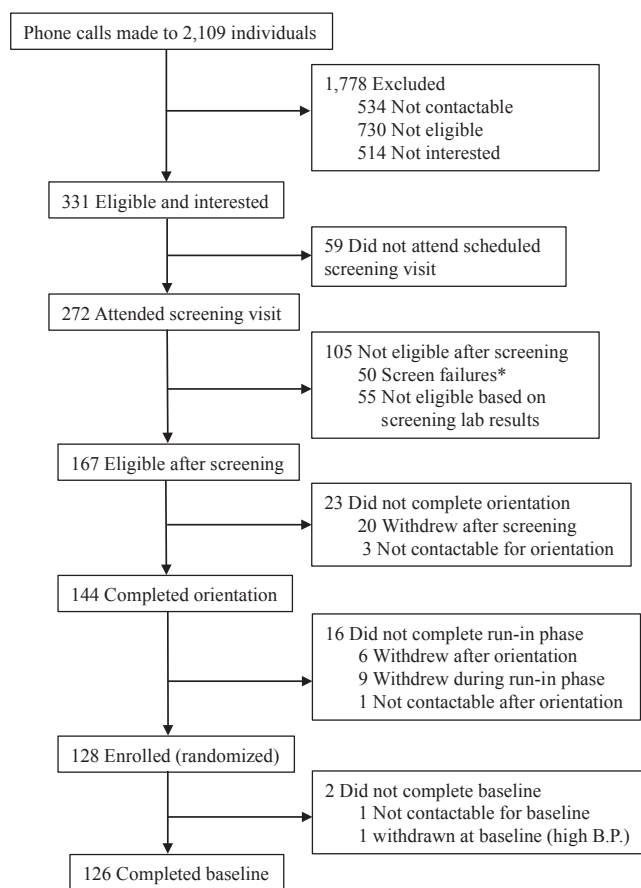 Phone calls made to 2,109 individuals
1,778 Excluded
534 Not contactable
730 Not eligible
514 Not interested
331 Eligible and interested
59 Did not attend scheduled
screening visit
272 Attended screening visit
105 Not eligible after screening
50 Screen failures*
55 Not eligible based on
screening lab results
167 Eligible after screening
23 Did not complete orientation
20 Withdrew after screening
3 Not contactable for orientation
144 Completed orientation
16 Did not complete run-in phase
6 Withdrew after orientation
9 Withdrew during run-in phase
1 Not contactable after orientation
128 Enrolled (randomized)
2 Did not complete baseline
1 Not contactable for baseline
1 withdrawn at baseline (high B.P.)
126 Completed baseline